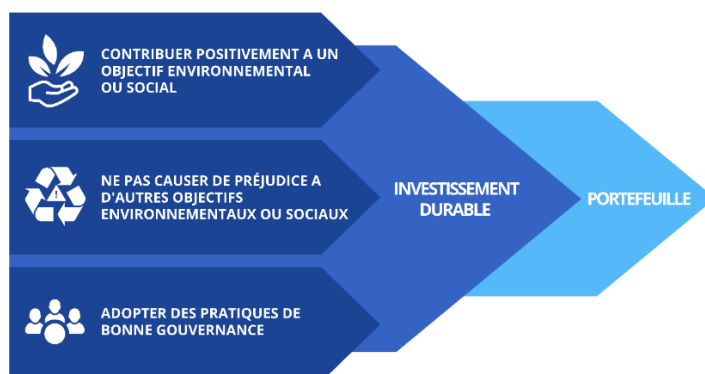 CONTRIBUER POSITIVEMENT A UN
OBJECTIF ENVIRONNEMENTAL
OU SOCIAL
NE PAS CAUSER DE PRÉJUDICE A
D'AUTRES OBJECTIFS
ENVIRONNEMENTAUX OU SOCIAUX
ADOPTER DES PRATIQUES DE
BONNE GOUVERNANCE
INVESTISSEMENT
DURABLE
PORTEFEUILLE